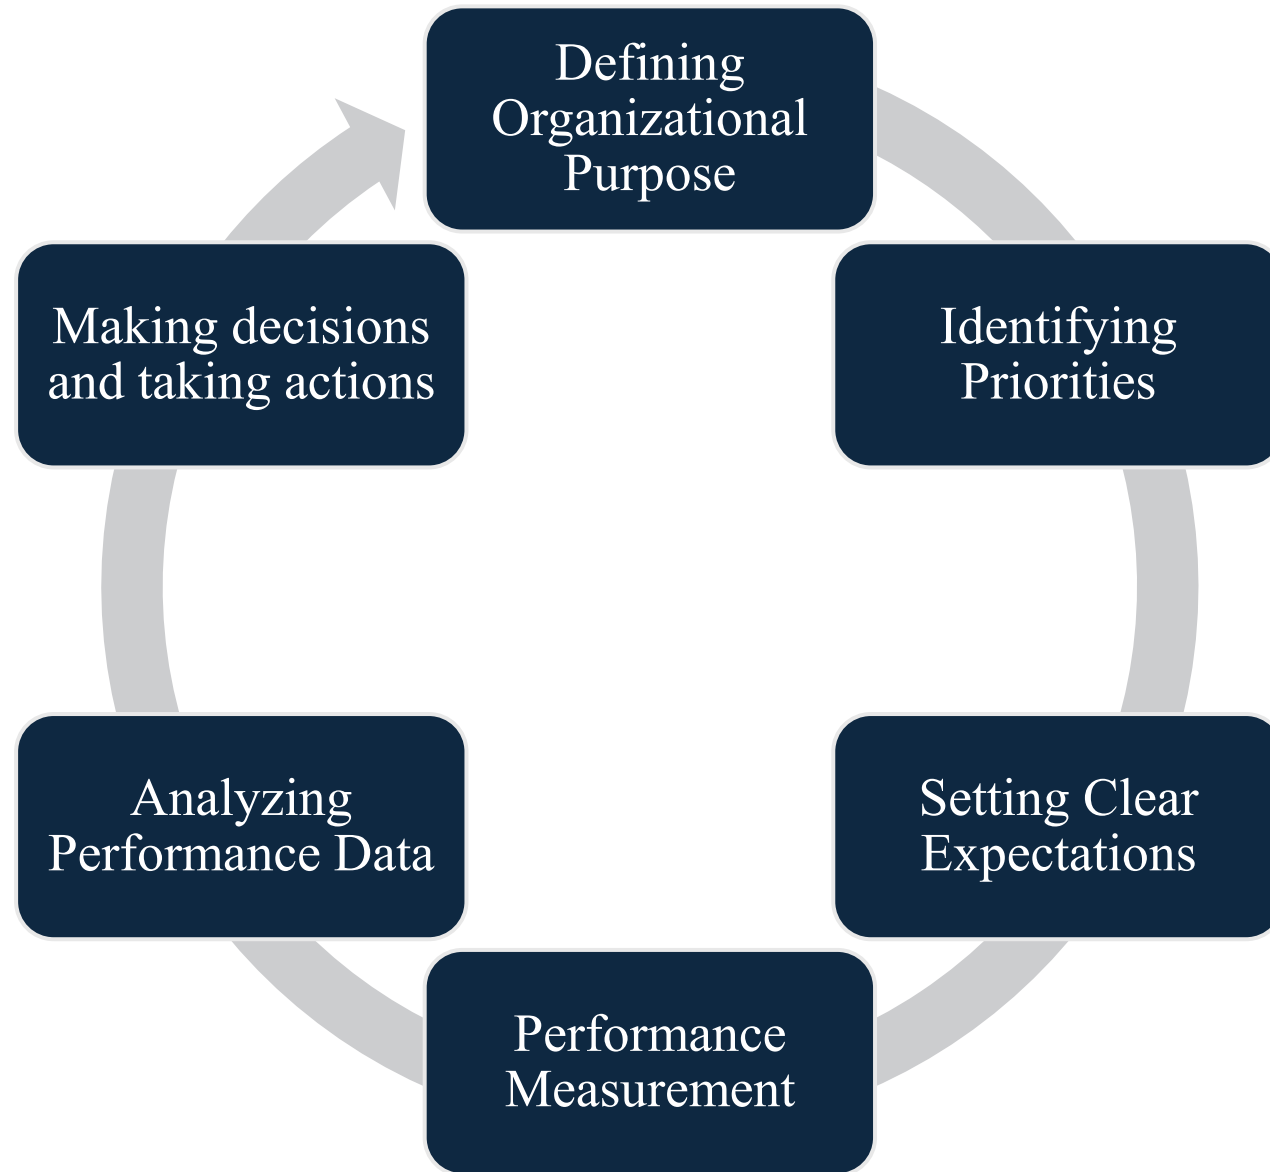 Defining
Organizational
Purpose
Identifying
Priorities
Setting Clear
Expectations
Performance
Measurement
Analyzing
Performance Data
Making decisions
and taking actions